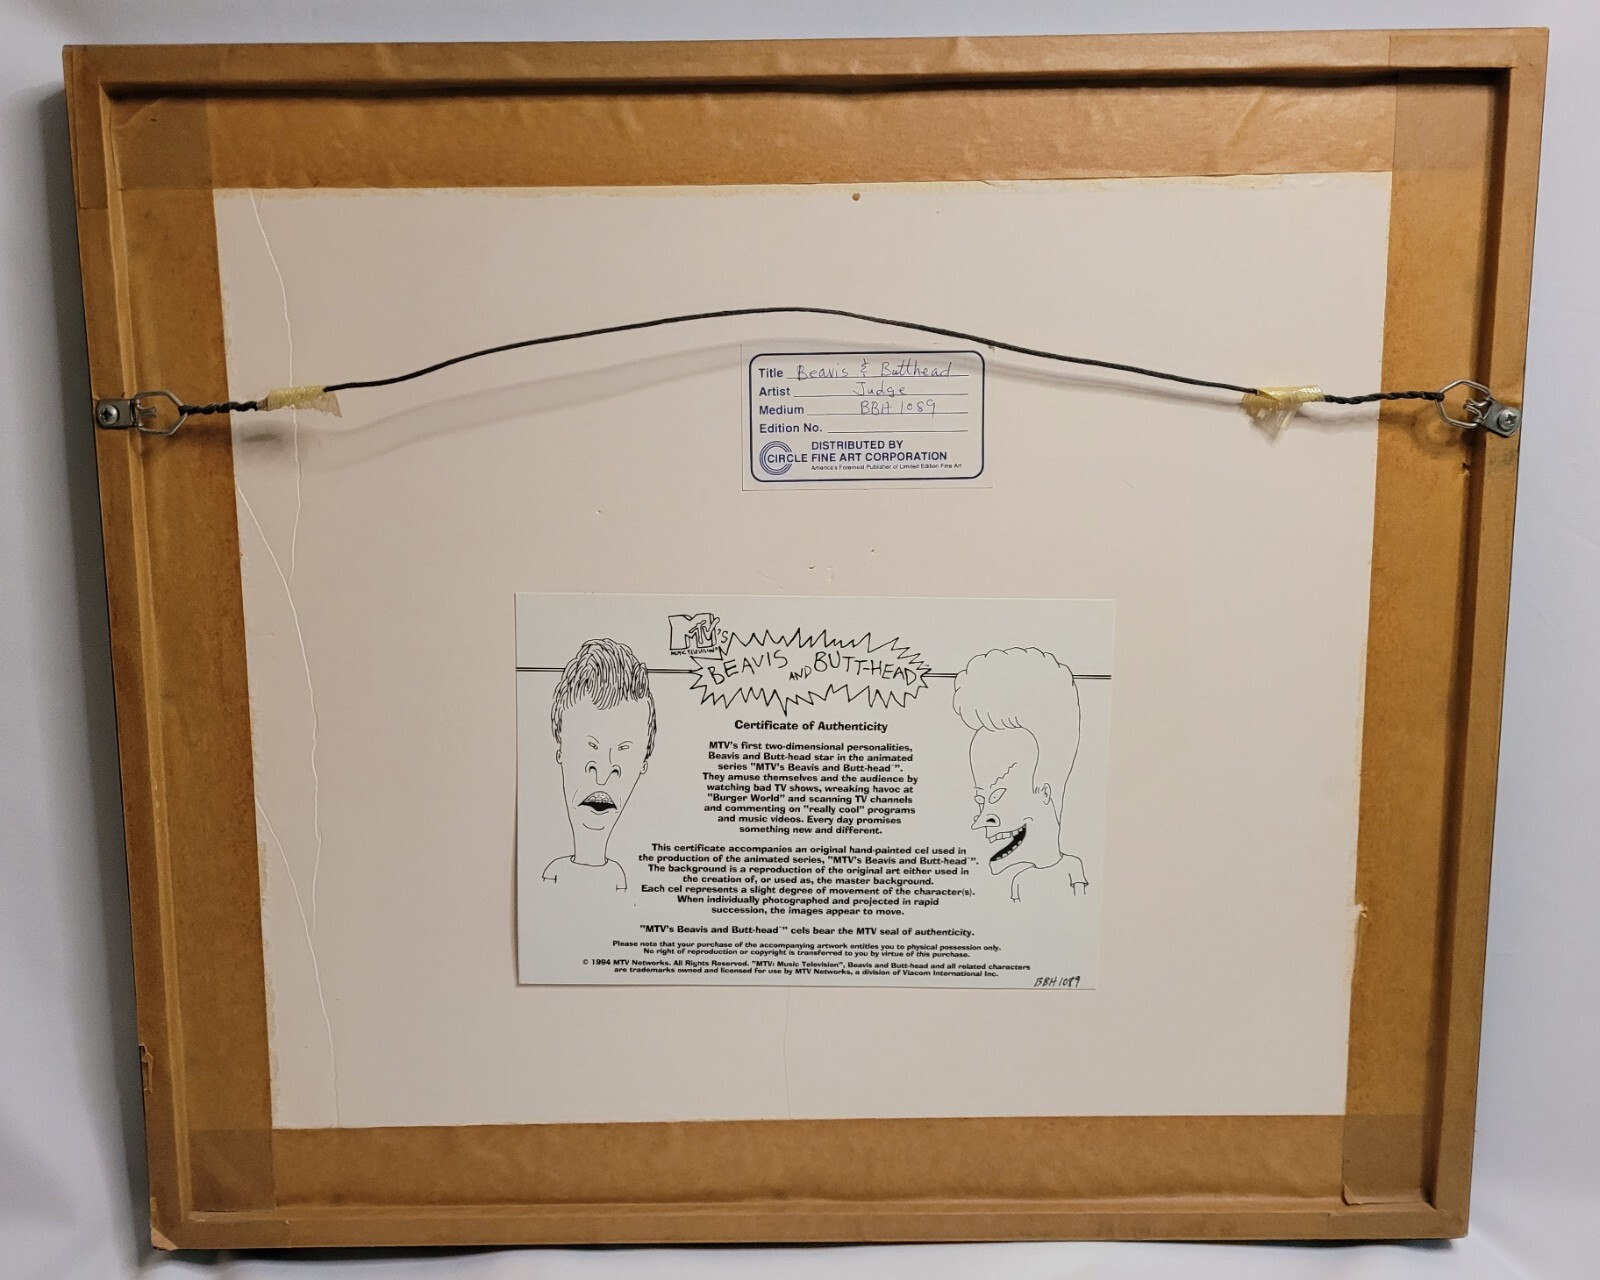 Title Beavis & Butthead
Artist Judge
Medium BBH 1089
Edition No.
DISTRIBUTED BY
CIRCLE FINE ART CORPORATION
America's Foremost Publisher of Limited Edition Fine Art
MTV'S
MUSIC TELEVISION
BEAVIS AND BUTT-HEAD
Certificate of Authenticity
MTV's first two-dimensional personalities,
Beavis and Butt-head star in the animated
series "MTV's Beavis and Butt-head™".
They amuse themselves and the audience by
watching bad TV shows, wreaking havoc at
"Burger World" and scanning TV channels
and commenting on "really cool" programs
and music videos. Every day promises
something new and different.
This certificate accompanies an original hand-painted cel used in
the production of the animated series, "MTV's Beavis and Butt-head™".
The background is a reproduction of the original art either used in
the creation of, or used as, the master background.
Each cel represents a slight degree of movement of the character(s).
When individually photographed and projected in rapid
succession, the images appear to move.
"MTV's Beavis and Butt-head™" cels bear the MTV seal of authenticity.
Please note that your purchase of the accompanying artwork entitles you to physical possession only.
No right of reproduction or copyright is transferred to you by virtue of this purchase.
© 1994 MTV Networks. All Rights Reserved. "MTV: Music Television", Beavis and Butt-head and all related characters
are trademarks owned and licensed for use by MTV Networks, a division of Viacom International Inc.
BBH 1089